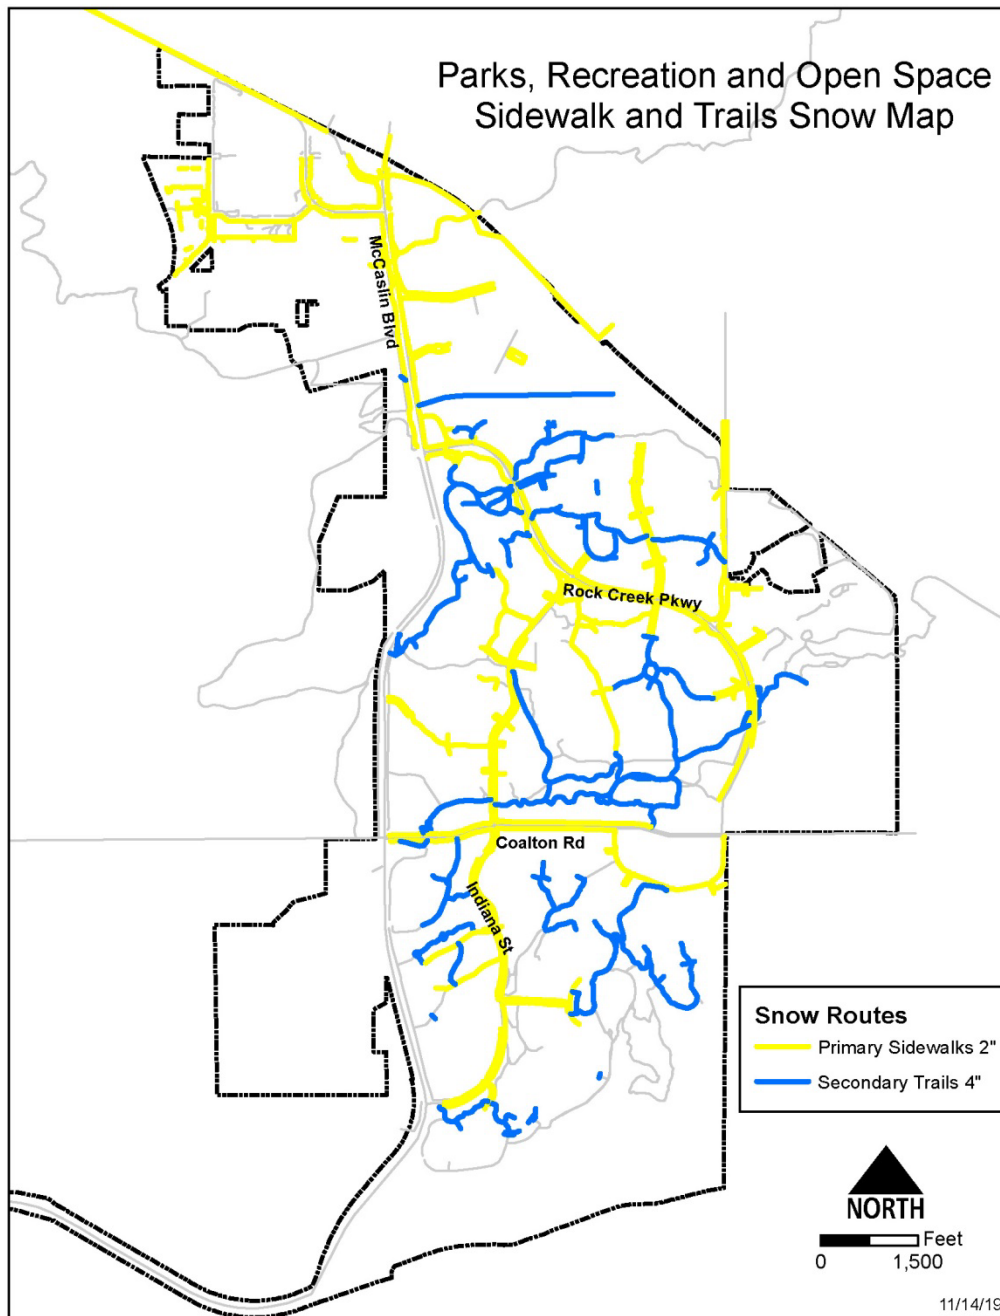 Parks, Recreation and Open Space
Sidewalk and Trails Snow Map
McCaslin Blvd
Rock Creek Pkwy
Coalton Rd
Indiana St
Snow Routes
Primary Sidewalks 2"
Secondary Trails 4"
NORTH
Feet
0 1,500
11/14/19